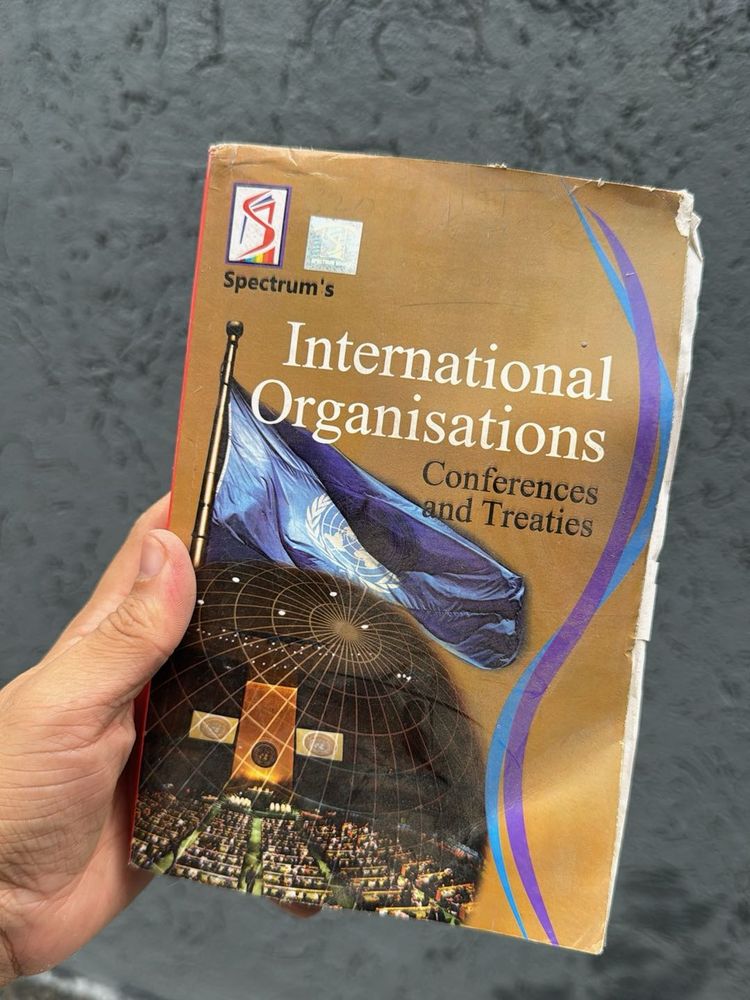 Spectrum's
International
Organisations
Conferences
and Treaties